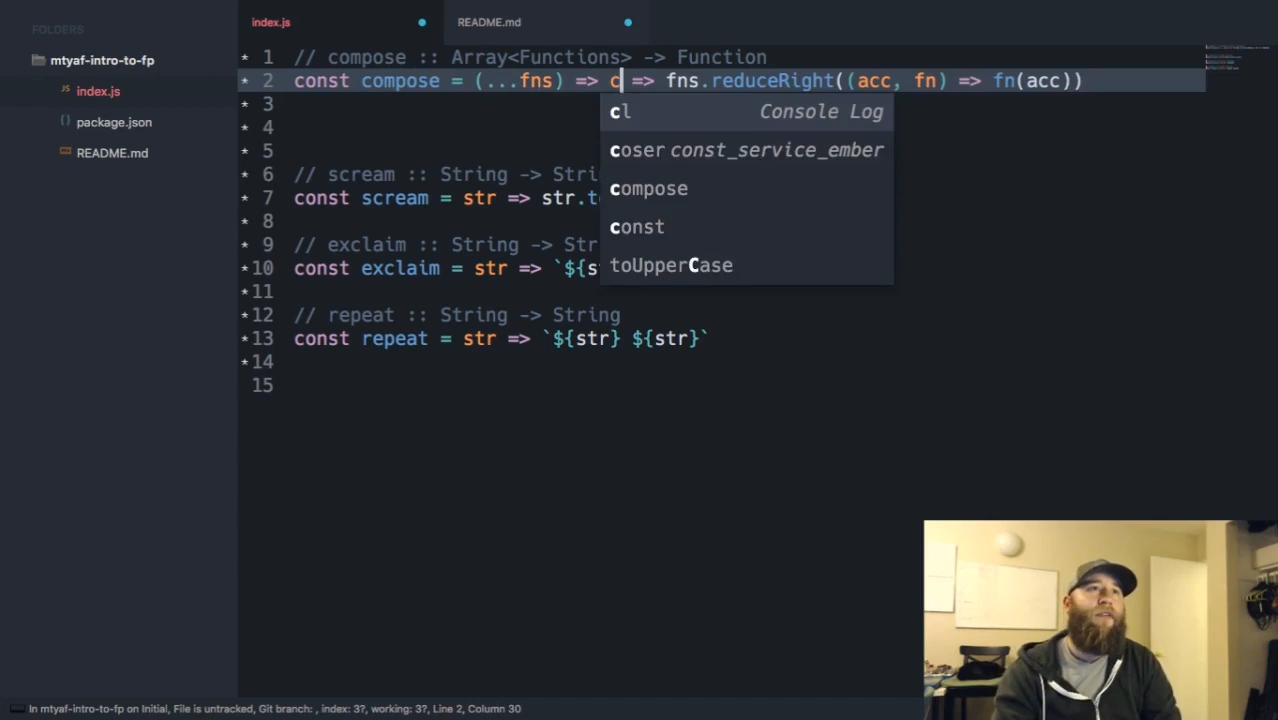 FOLDERS
mtyaf-intro-to-fp
index.js
package.json
README.md
index.js
README.md
* 1 // compose :: Array<Functions> -> Function
* 2 const compose = (...fns) => c => fns.reduceRight((acc, fn) => fn(acc))
* 3
* 4
* 5
* 6 // scream :: String -> Stri
* 7 const scream = str => str.t
* 8
* 9 // exclaim :: String -> Str
* 10 const exclaim = str => `${s
* 11
* 12 // repeat :: String -> String
* 13 const repeat = str => `${str} ${str}`
* 14
15
cl Console Log
coser const_service_ember
compose
const
toUpperCase
In mtyaf-intro-to-fp on Initial, File is untracked, Git branch: , index: 3?, working: 3?, Line 2, Column 30